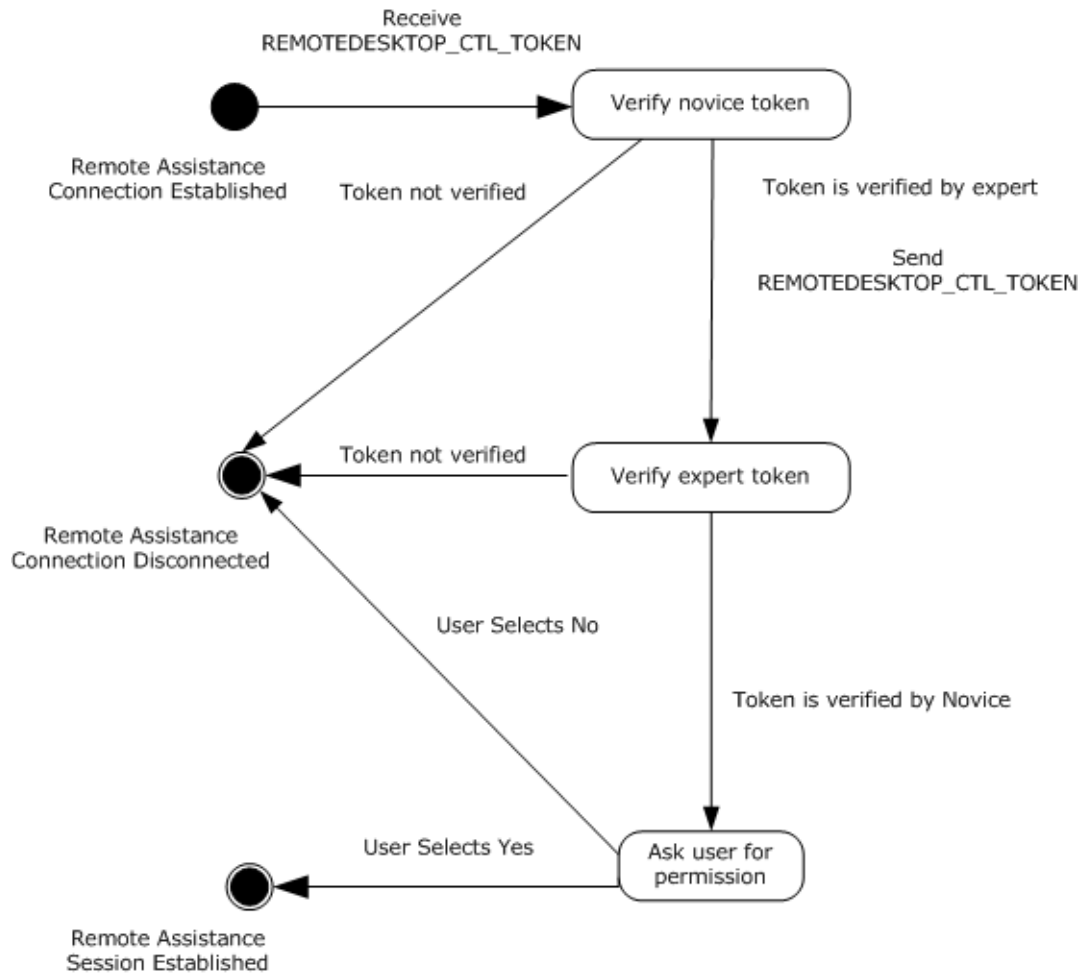 Receive
REMOTEDESKTOP_CTL_TOKEN
Verify novice token
Remote Assistance
Connection Established
Token not verified
Token is verified by expert
Send
REMOTEDESKTOP_CTL_TOKEN
Token not verified
Verify expert token
Remote Assistance
Connection Disconnected
User Selects No
Token is verified by Novice
User Selects Yes
Ask user for
permission
Remote Assistance
Session Established